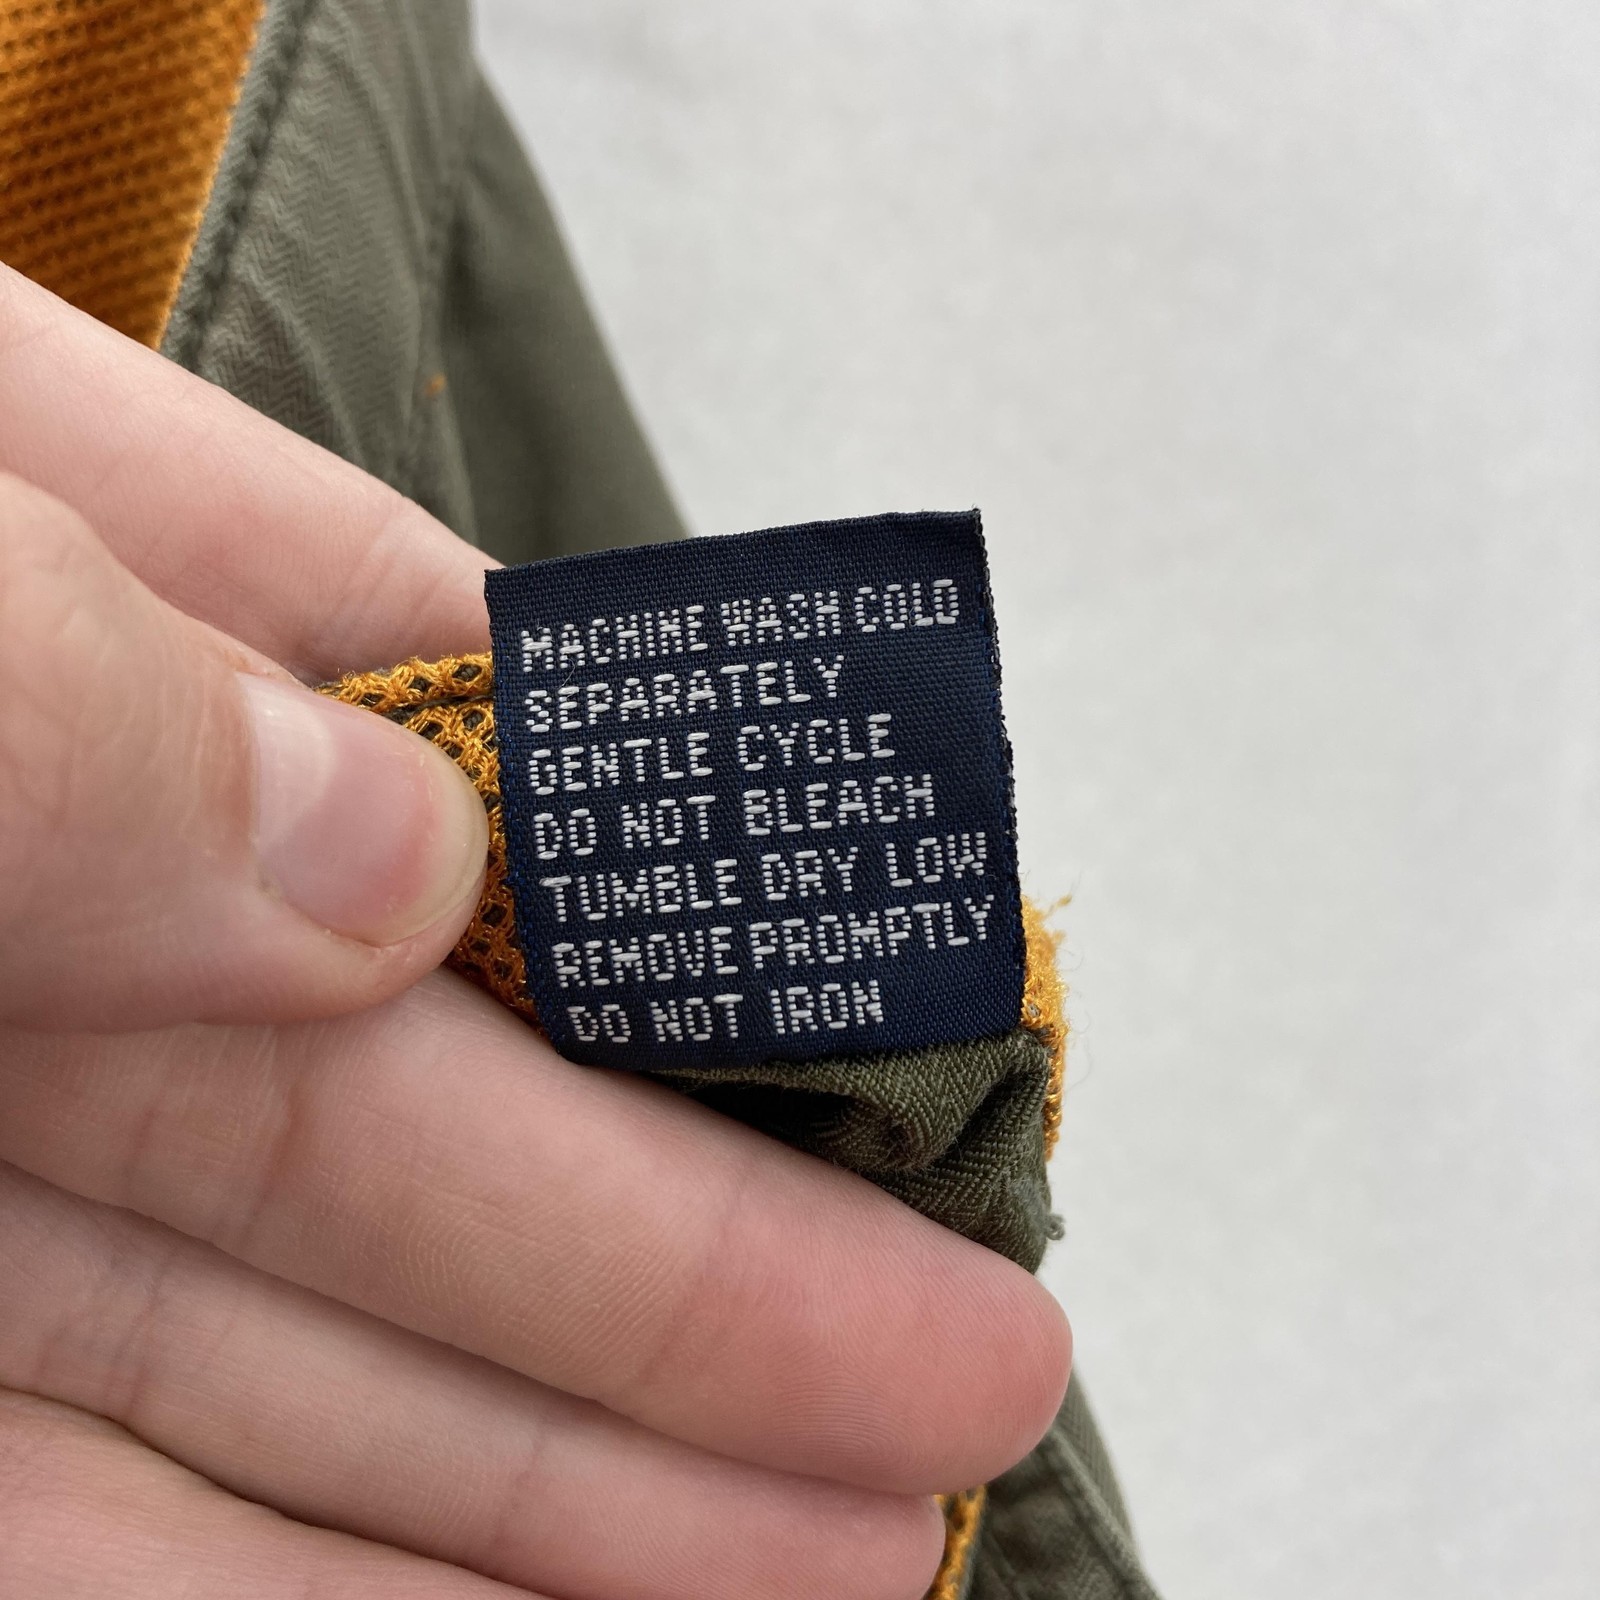 MACHINE WASH COLD
SEPARATELY
GENTLE CYCLE
DO NOT BLEACH
TUMBLE DRY LOW
REMOVE PROMPTLY
DO NOT IRON